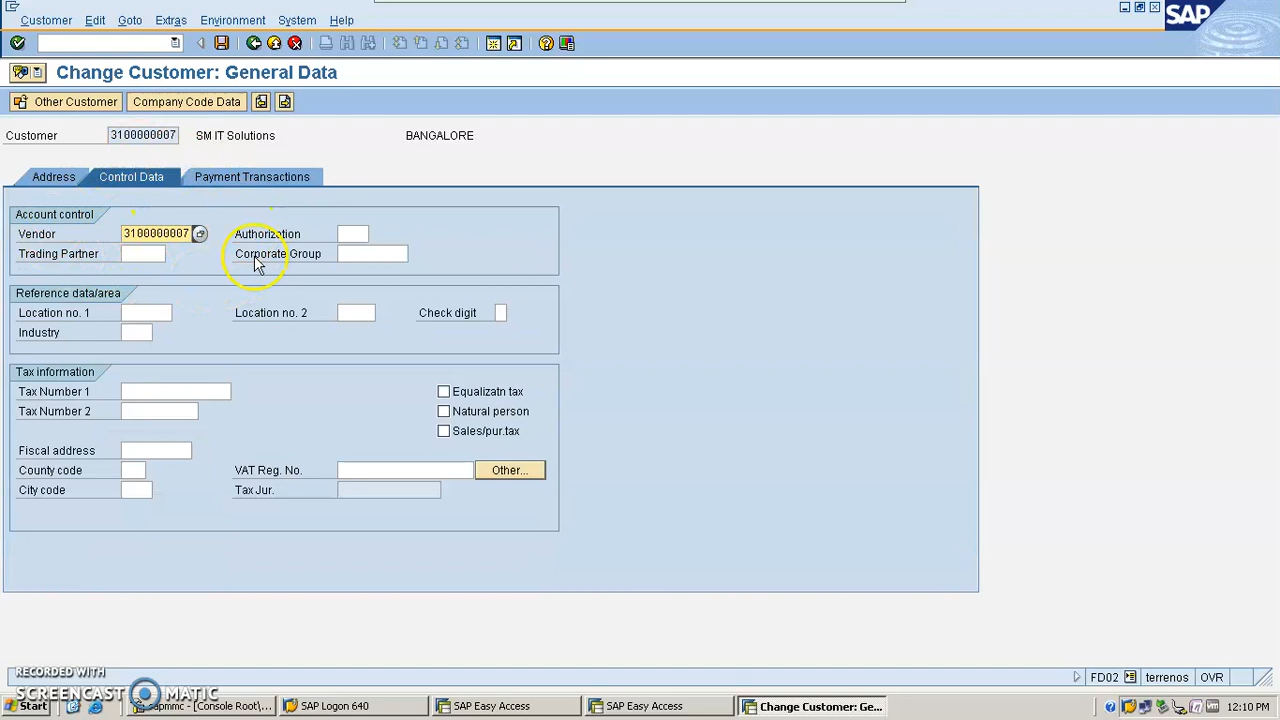 Customer Edit Goto Extras Environment System Help
SAP
Change Customer: General Data
Other Customer Company Code Data
Customer 3100000007 SM IT Solutions BANGALORE
Address Control Data Payment Transactions
Account control
Vendor 3100000007 Authorization
Trading Partner Corporate Group
Reference data/area
Location no. 1 Location no. 2 Check digit
Industry
Tax information
Tax Number 1 Equalizatn tax
Tax Number 2 Natural person
Sales/pur.tax
Fiscal address
County code VAT Reg. No. Other...
City code Tax Jur.
RECORDED WITH
SCREENCAST MATIC
FD02 terrenos OVR
Start sapmmc - [Console Root\... SAP Logon 640 SAP Easy Access SAP Easy Access Change Customer: Ge... 12:10 PM